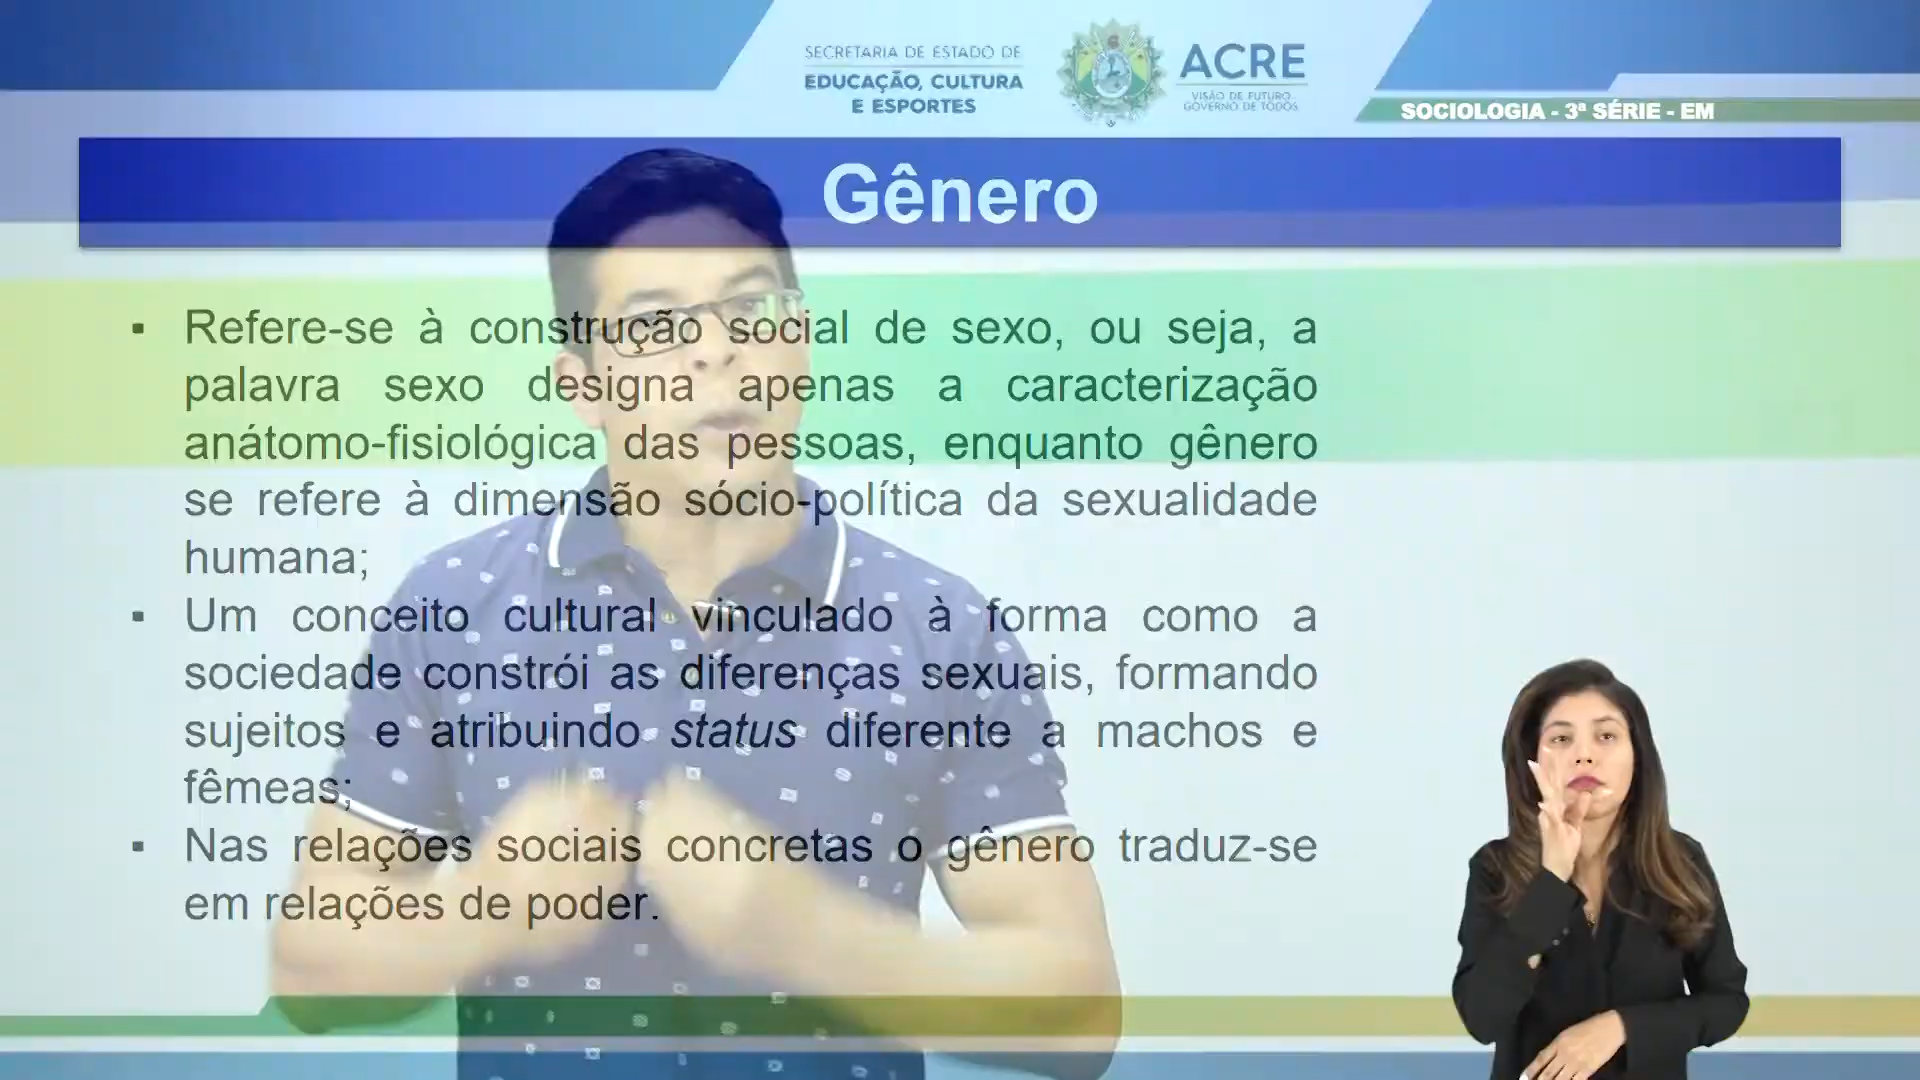 SECRETARIA DE ESTADO DE
EDUCAÇÃO, CULTURA
E ESPORTES
ACRE
VISÃO DE FUTURO
GOVERNO DE TODOS
SOCIOLOGIA - 3ª SÉRIE - EM
Gênero
▪ Refere-se à construção social de sexo, ou seja, a
palavra sexo designa apenas a caracterização
anátomo-fisiológica das pessoas, enquanto gênero
se refere à dimensão sócio-política da sexualidade
humana;
▪ Um conceito cultural vinculado à forma como a
sociedade constrói as diferenças sexuais, formando
sujeitos e atribuindo status diferente a machos e
fêmeas;
▪ Nas relações sociais concretas o gênero traduz-se
em relações de poder.